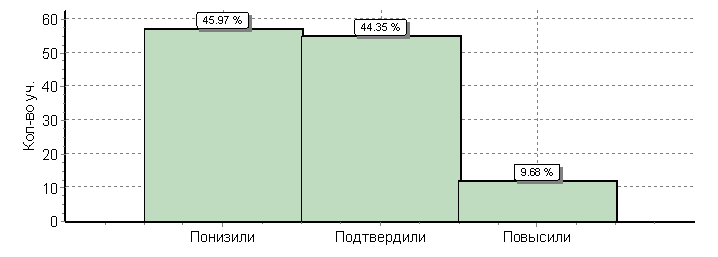 Кол-во уч.
60
50
40
30
20
10
0
45.97 %
44.35 %
9.68 %
Понизили
Подтвердили
Повысили